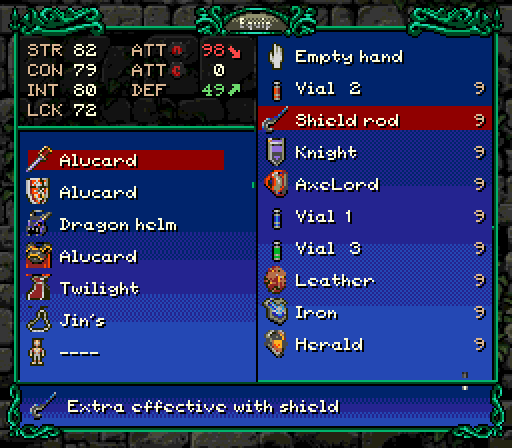 Equip
STR 82 ATT A 98
CON 79 ATT C 0
INT 80 DEF 49
LCK 72
Alucard
Alucard
Dragon helm
Alucard
Twilight
Jin's
----
Empty hand
Vial 2 9
Shield rod 9
Knight 9
AxeLord 9
Vial 1 9
Vial 3 9
Leather 9
Iron 9
Herald 9
Extra effective with shield